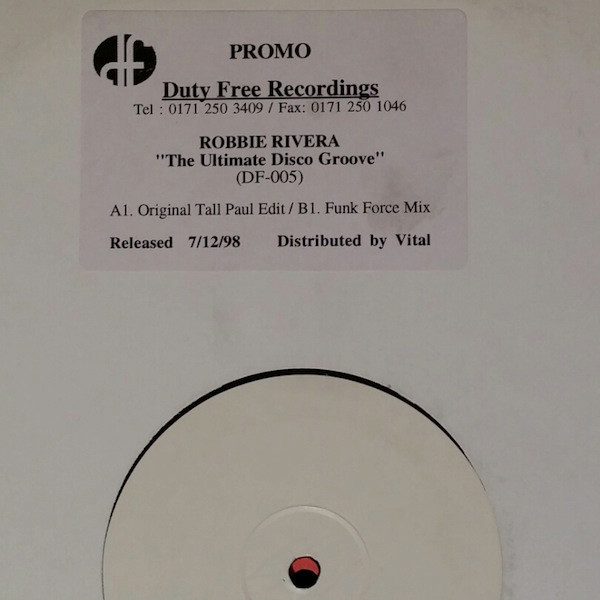 df
PROMO
Duty Free Recordings
Tel : 0171 250 3409 / Fax: 0171 250 1046
ROBBIE RIVERA
"The Ultimate Disco Groove"
(DF-005)
A1. Original Tall Paul Edit / B1. Funk Force Mix
Released 7/12/98 Distributed by Vital